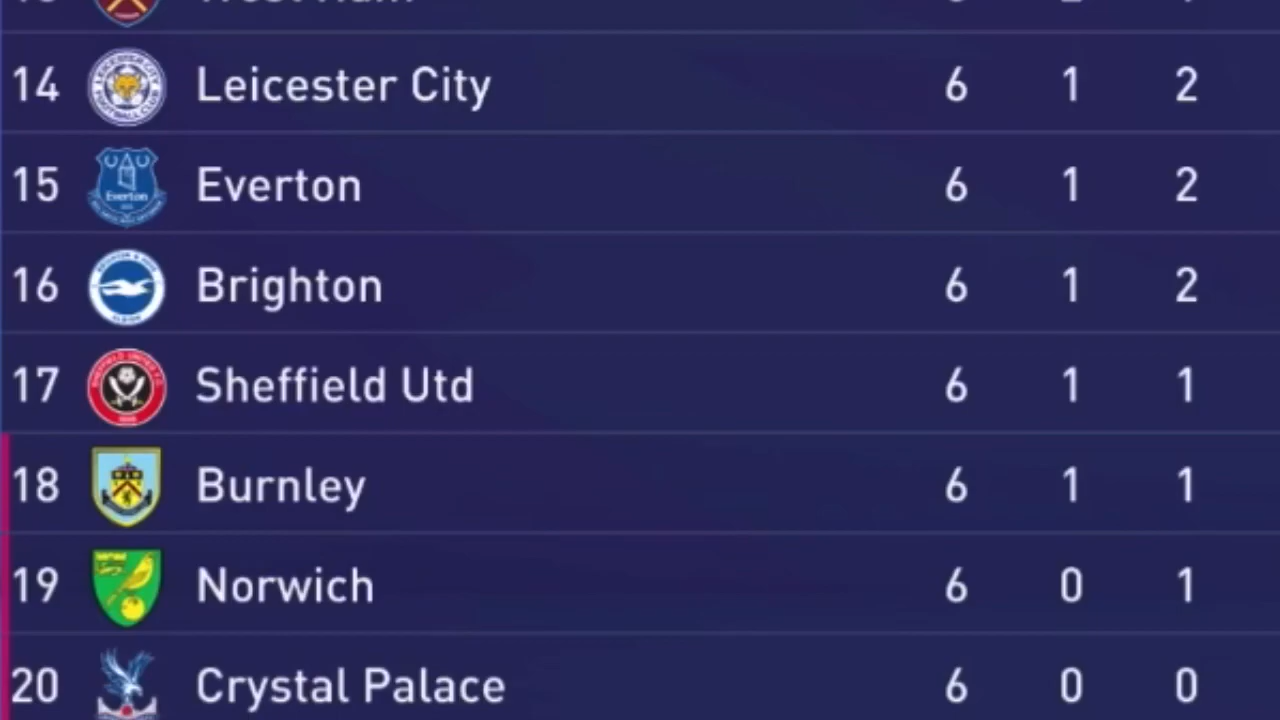 14 Leicester City 6 1 2
15 Everton 6 1 2
16 Brighton 6 1 2
17 Sheffield Utd 6 1 1
18 Burnley 6 1 1
19 Norwich 6 0 1
20 Crystal Palace 6 0 0